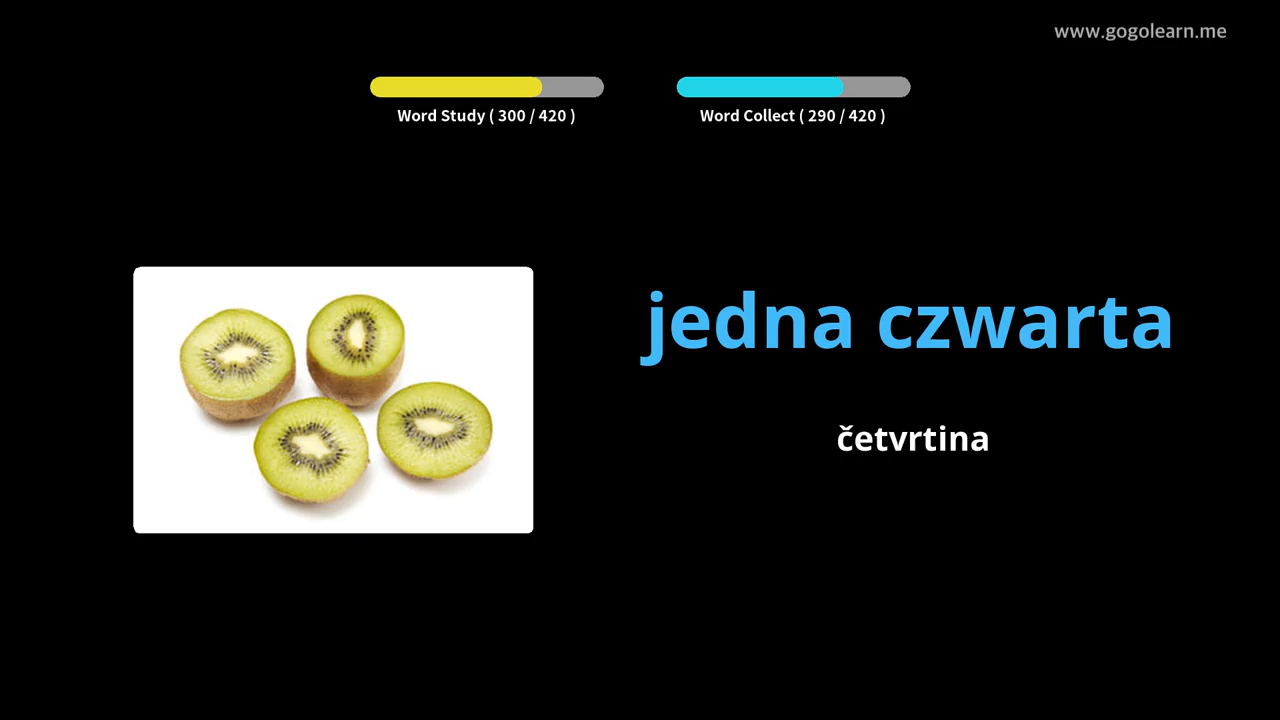 www.gogolearn.me
Word Study ( 300 / 420 )
Word Collect ( 290 / 420 )
jedna czwarta
četvrtina